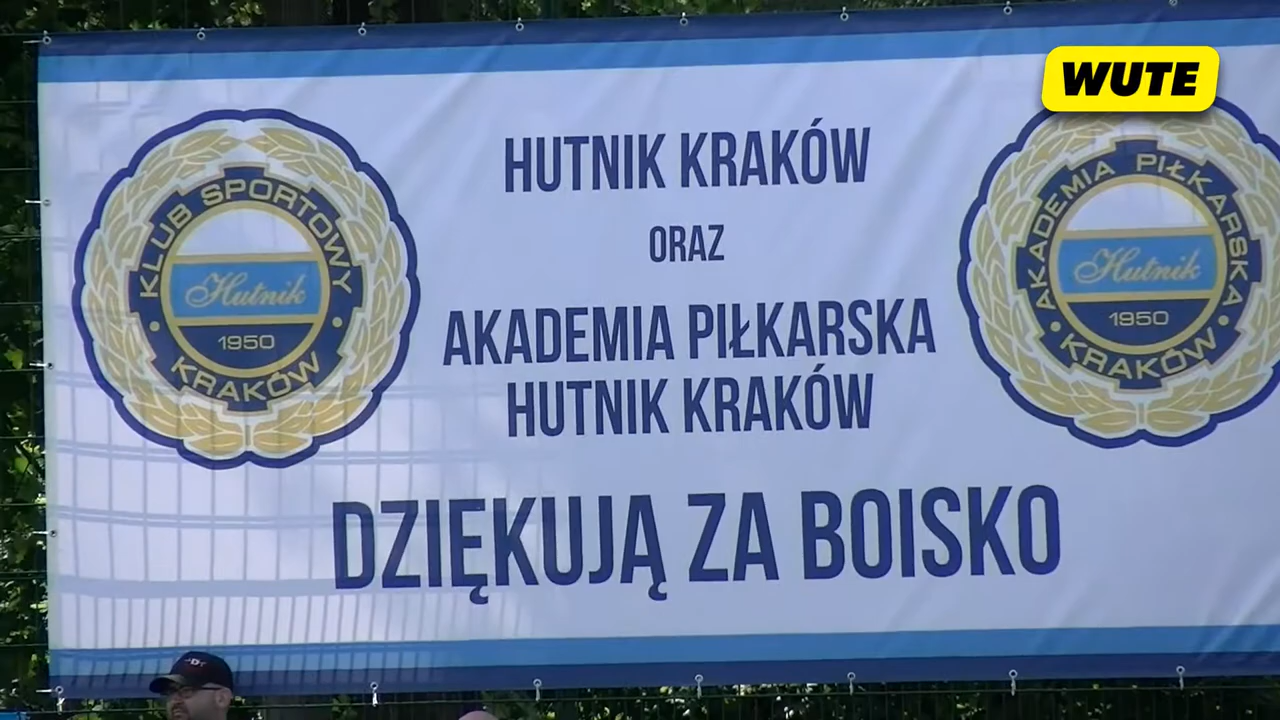 WUTE
HUTNIK KRAKÓW
ORAZ
AKADEMIA PIŁKARSKA
HUTNIK KRAKÓW
DZIĘKUJĄ ZA BOISKO
KLUB SPORTOWY
Hutnik
1950
KRAKÓW
AKADEMIA PIŁKARSKA
Hutnik
1950
KRAKÓW